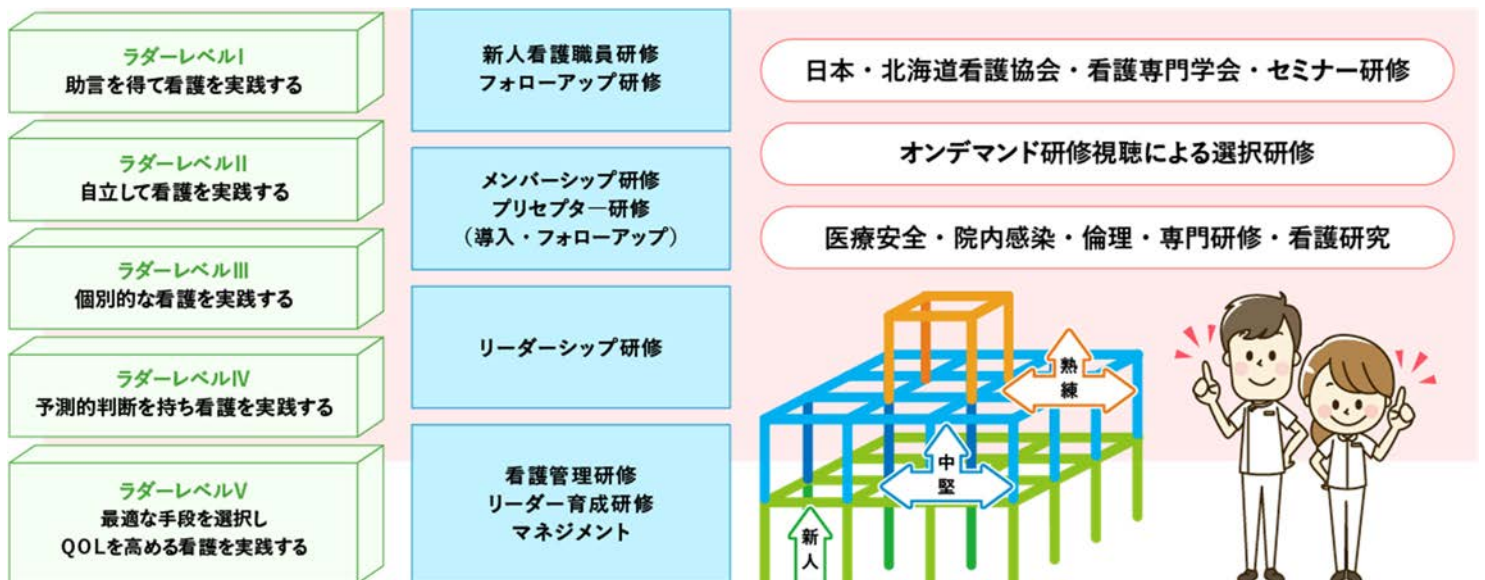 ラダーレベルⅠ
助言を得て看護を実践する
ラダーレベルⅡ
自立して看護を実践する
ラダーレベルⅢ
個別的な看護を実践する
ラダーレベルⅣ
予測的判断を持ち看護を実践する
ラダーレベルⅤ
最適な手段を選択し
QOLを高める看護を実践する
新人看護職員研修
フォローアップ研修
メンバーシップ研修
プリセプター研修
（導入・フォローアップ）
リーダーシップ研修
看護管理研修
リーダー育成研修
マネジメント
日本・北海道看護協会・看護専門学会・セミナー研修
オンデマンド研修視聴による選択研修
医療安全・院内感染・倫理・専門研修・看護研究
熟練
中堅
新人